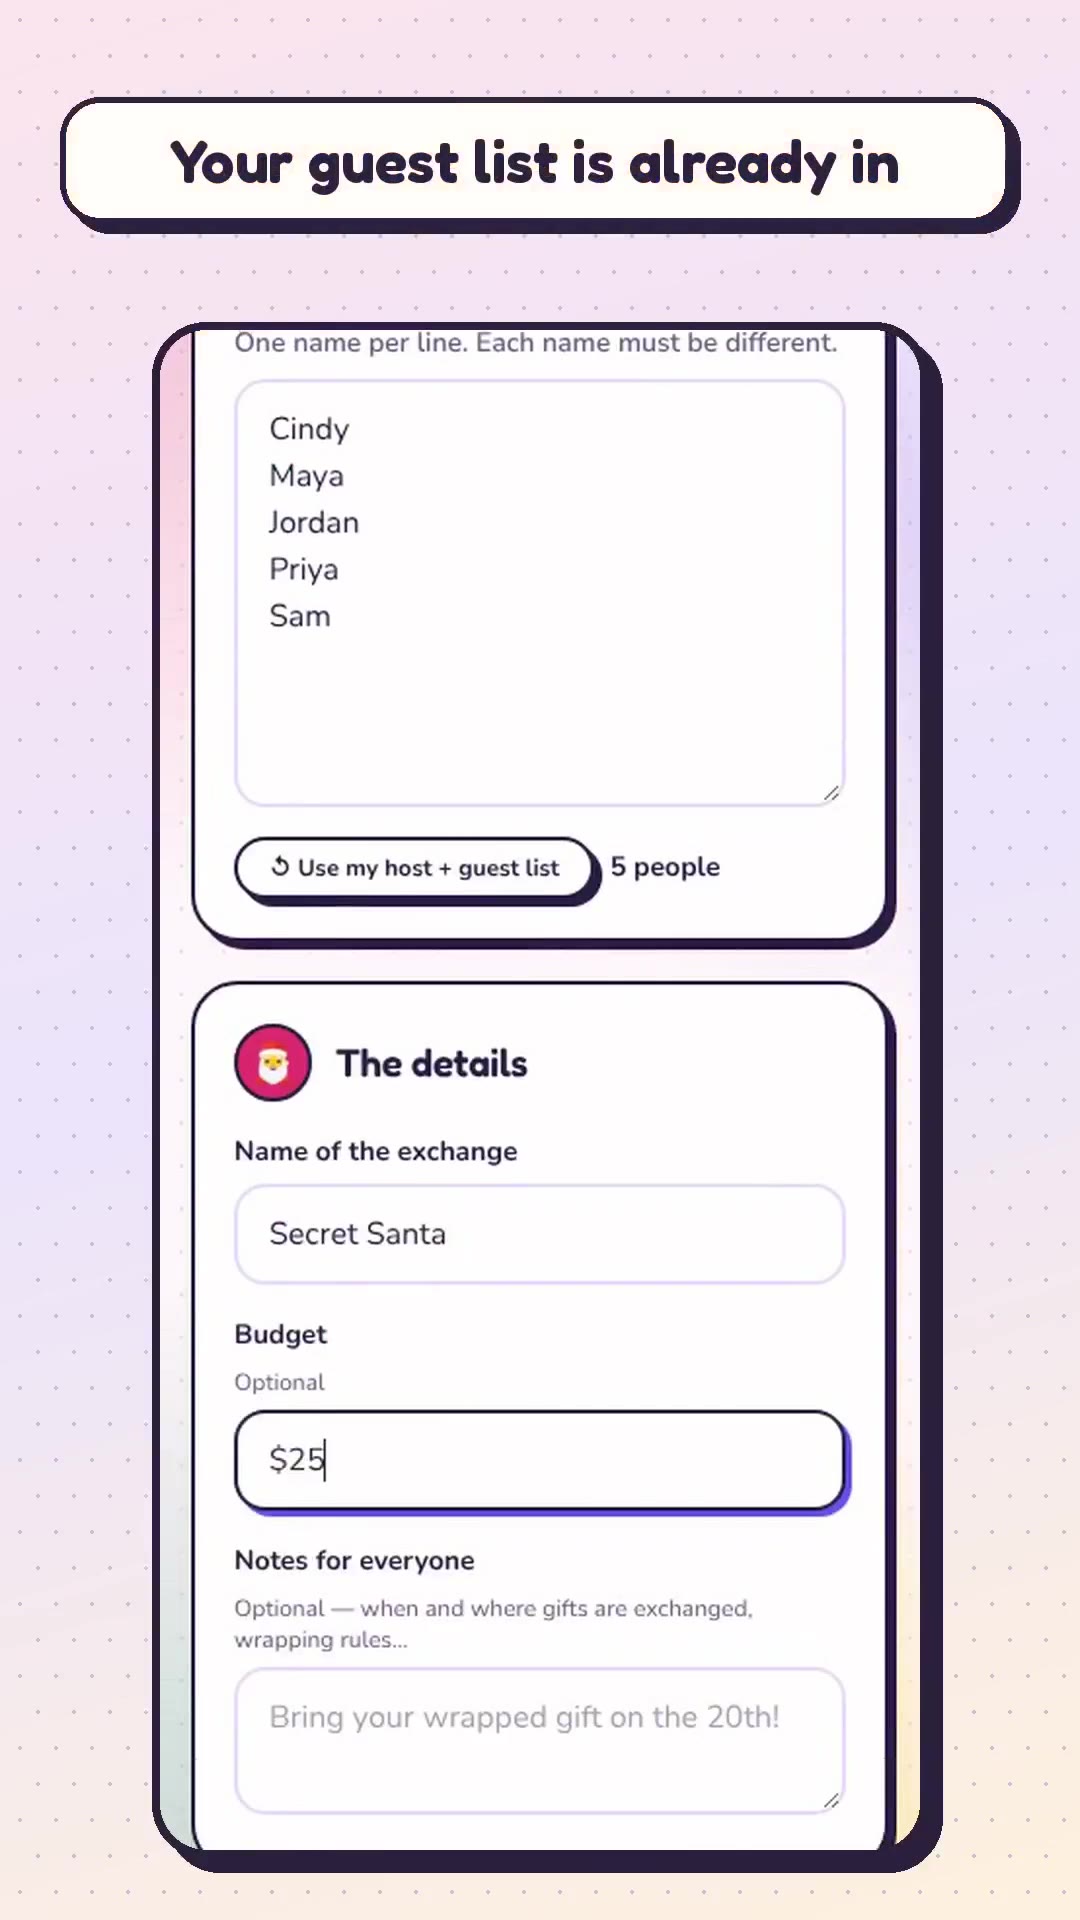 Your guest list is already in
One name per line. Each name must be different.
Cindy
Maya
Jordan
Priya
Sam
Use my host + guest list
5 people
The details
Name of the exchange
Secret Santa
Budget
Optional
$25
Notes for everyone
Optional — when and where gifts are exchanged,
wrapping rules...
Bring your wrapped gift on the 20th!